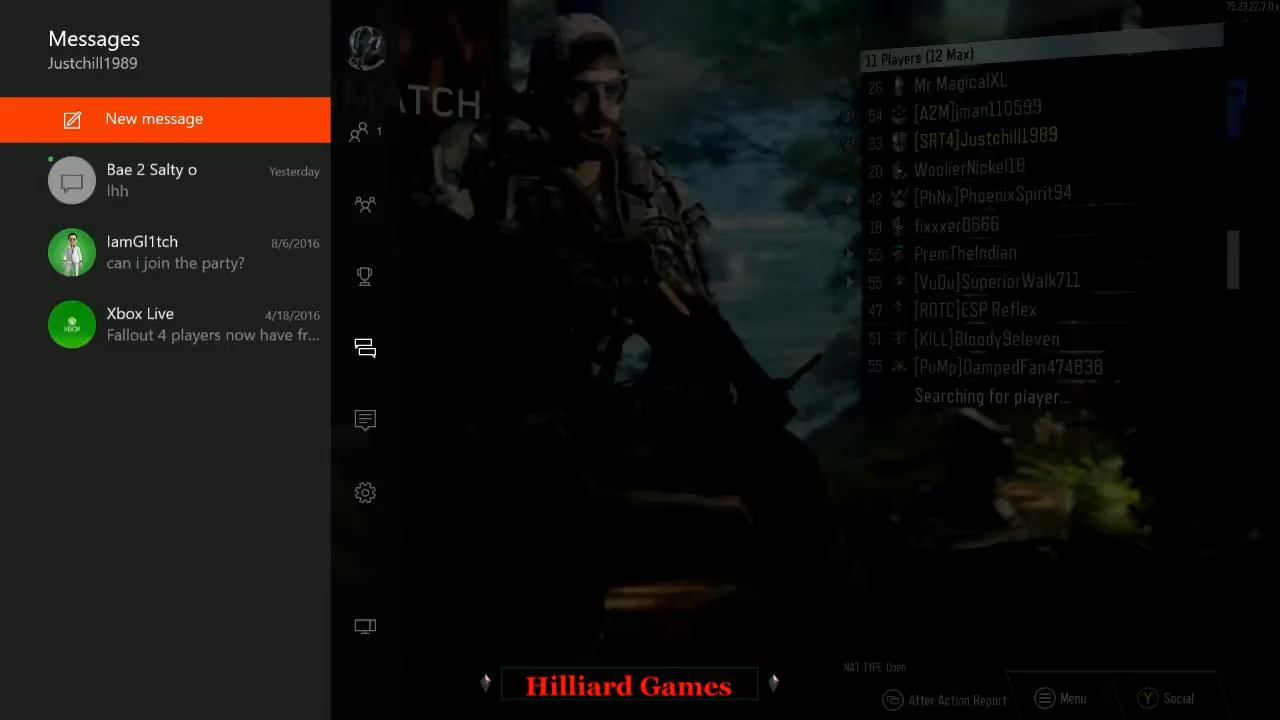 Messages
Justchill1989
New message
Bae 2 Salty o Yesterday
lhh
IamGl1tch 8/6/2016
can i join the party?
Xbox Live 4/18/2016
Fallout 4 players now have fr...
1
MATCH
11 Players (12 Max)
26 Mr MagicalXL
54 [A2M]jman110599
33 [SRT4]Justchill1989
20 WoolierNickel18
42 [PhNx]PhoenixSpirit94
18 fixxxer0666
55 PremTheIndian
55 [VuDu]SuperiorWalk711
47 [ROTC]ESP Reflex
51 [KILL]Bloody9eleven
55 [PuMp]DampedFan474838
Searching for player...
NAT TYPE: Open
After Action Report Menu Y Social
Hilliard Games